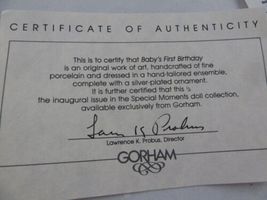 CERTIFICATE OF AUTHENTICITY
This is to certify that Baby's First Birthday
is an original work of art, handcrafted of fine
porcelain and dressed in a hand-tailored ensemble,
complete with a silver-plated ornament.
It is further certified that this is
the inaugural issue in the Special Moments doll collection,
available exclusively from Gorham.
Lawrence K. Probus, Director
GORHAM